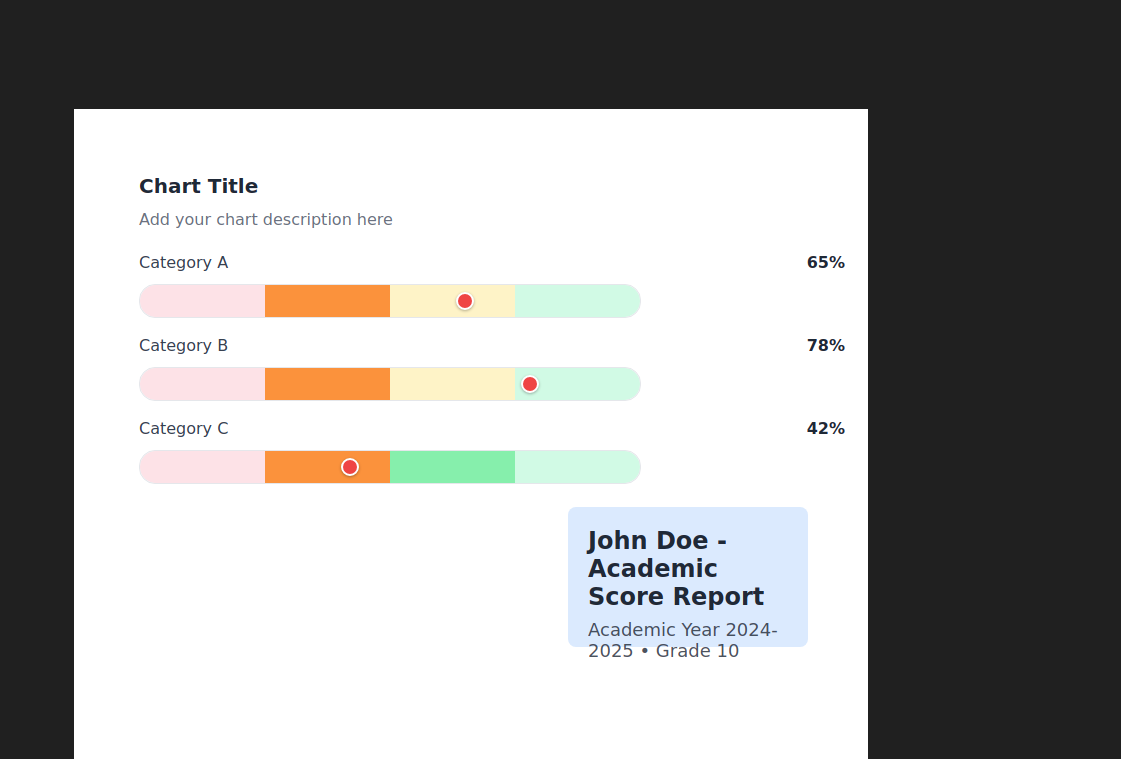 Chart Title
Add your chart description here
Category A 65%
Category B 78%
Category C 42%
John Doe -
Academic
Score Report
Academic Year 2024-
2025 • Grade 10